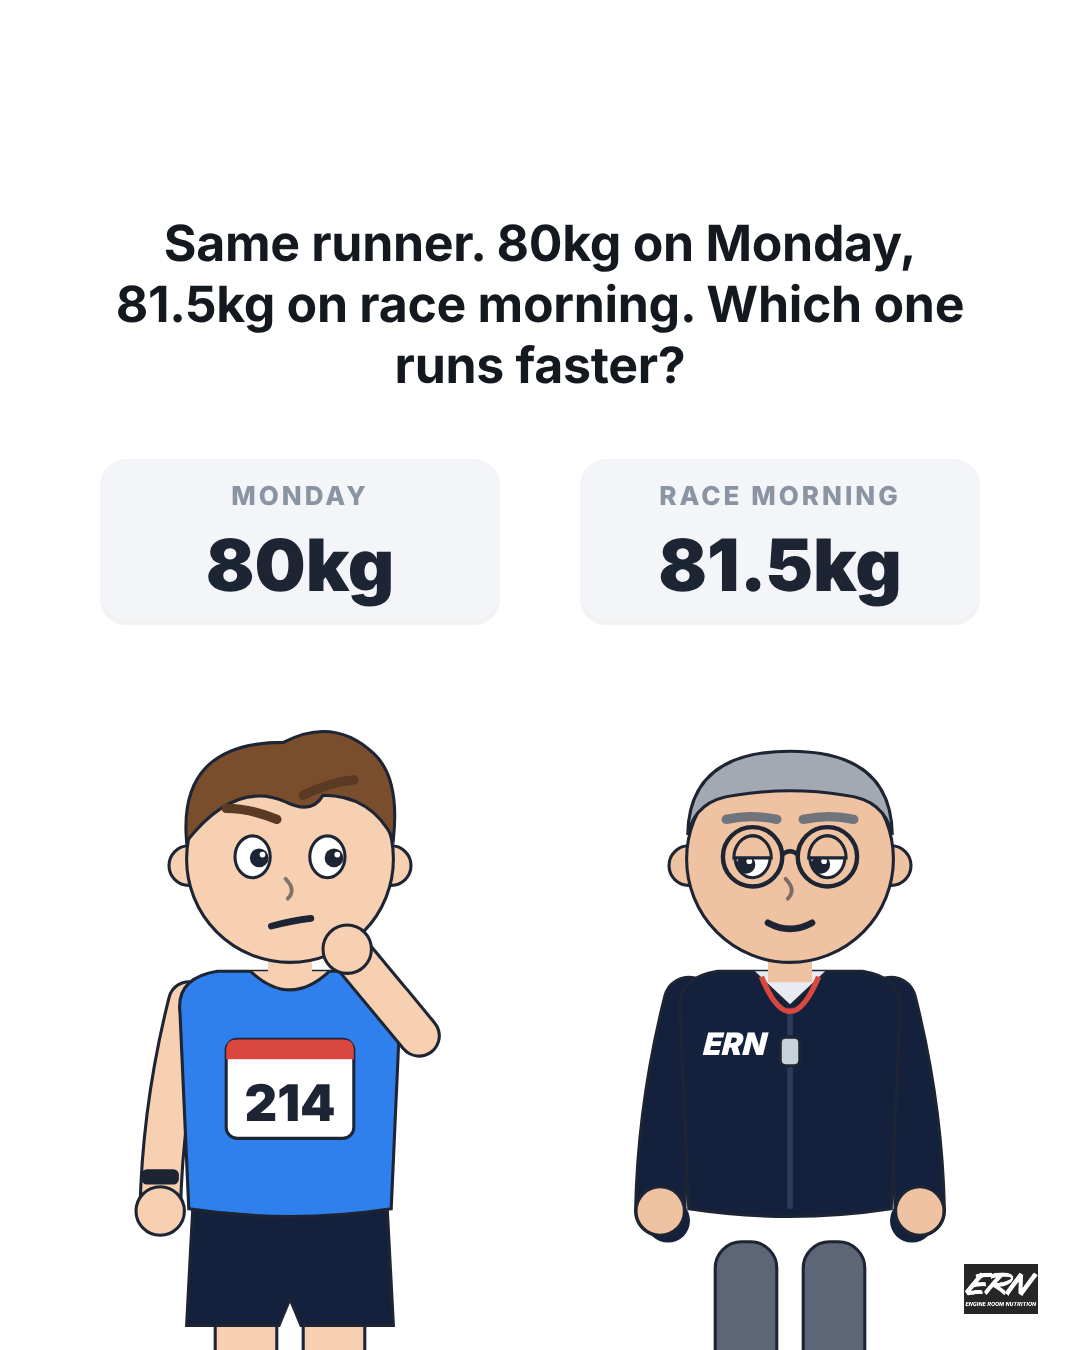 Same runner. 80kg on Monday,
81.5kg on race morning. Which one
runs faster?
MONDAY
80kg
RACE MORNING
81.5kg
214
ERN
ERN
ENGINE ROOM NUTRITION